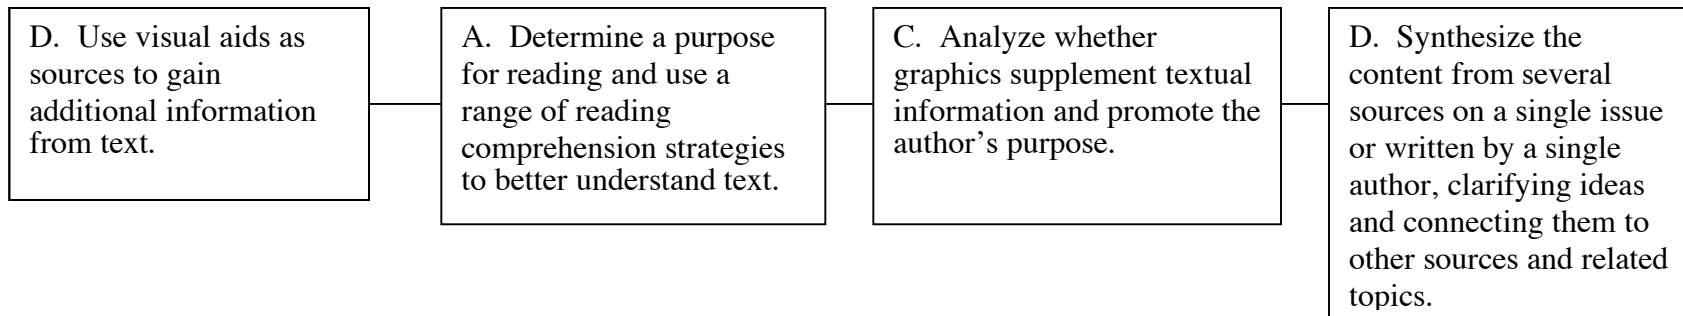 D.  Use visual aids as
sources to gain
additional information
from text.
A.  Determine a purpose
for reading and use a
range of reading
comprehension strategies
to better understand text.
C.  Analyze whether
graphics supplement textual
information and promote the
author’s purpose.
D.  Synthesize the
content from several
sources on a single issue
or written by a single
author, clarifying ideas
and connecting them to
other sources and related
topics.